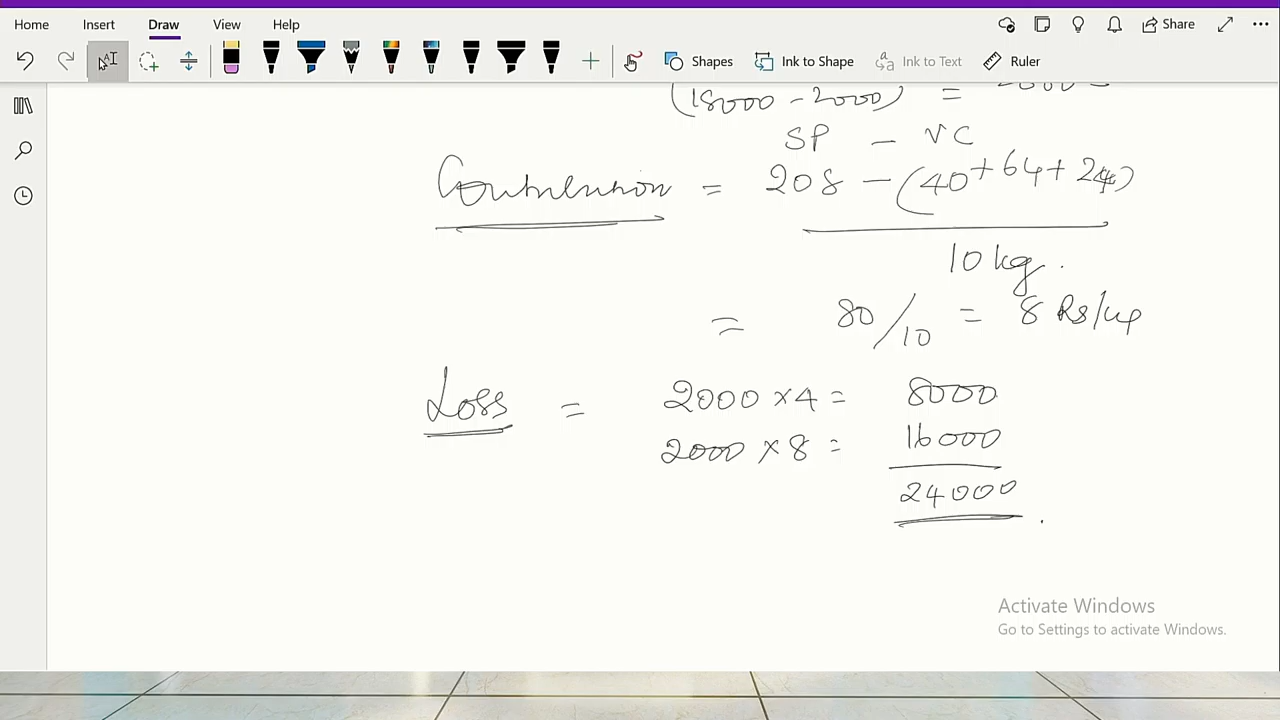 Home Insert Draw View Help Share
Shapes Ink to Shape Ink to Text Ruler
(18000 - 2000) =
SP - VC
Contribution = 208 - (40 + 64 + 24)
10 kg.
= 80/10 = 8 Rs/kg
Loss = 2000 × 4 = 8000
2000 × 8 = 16000
24000
Activate Windows
Go to Settings to activate Windows.